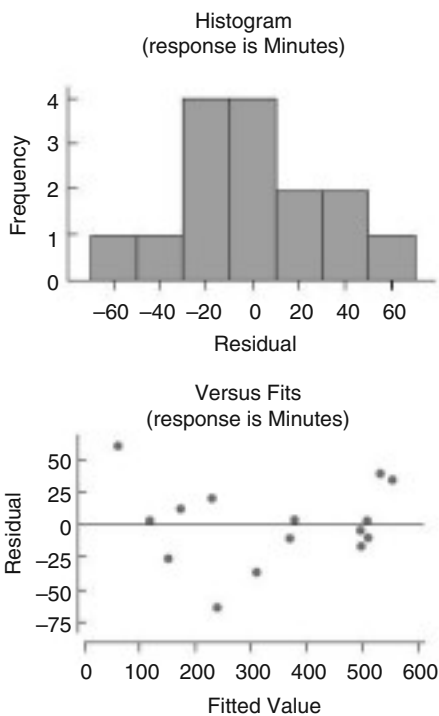 Histogram
(response is Minutes)
4
3
2
1
0
Frequency
−60 −40 −20 0 20 40 60
Residual
Versus Fits
(response is Minutes)
50
25
0
−25
−50
−75
Residual
0 100 200 300 400 500 600
Fitted Value